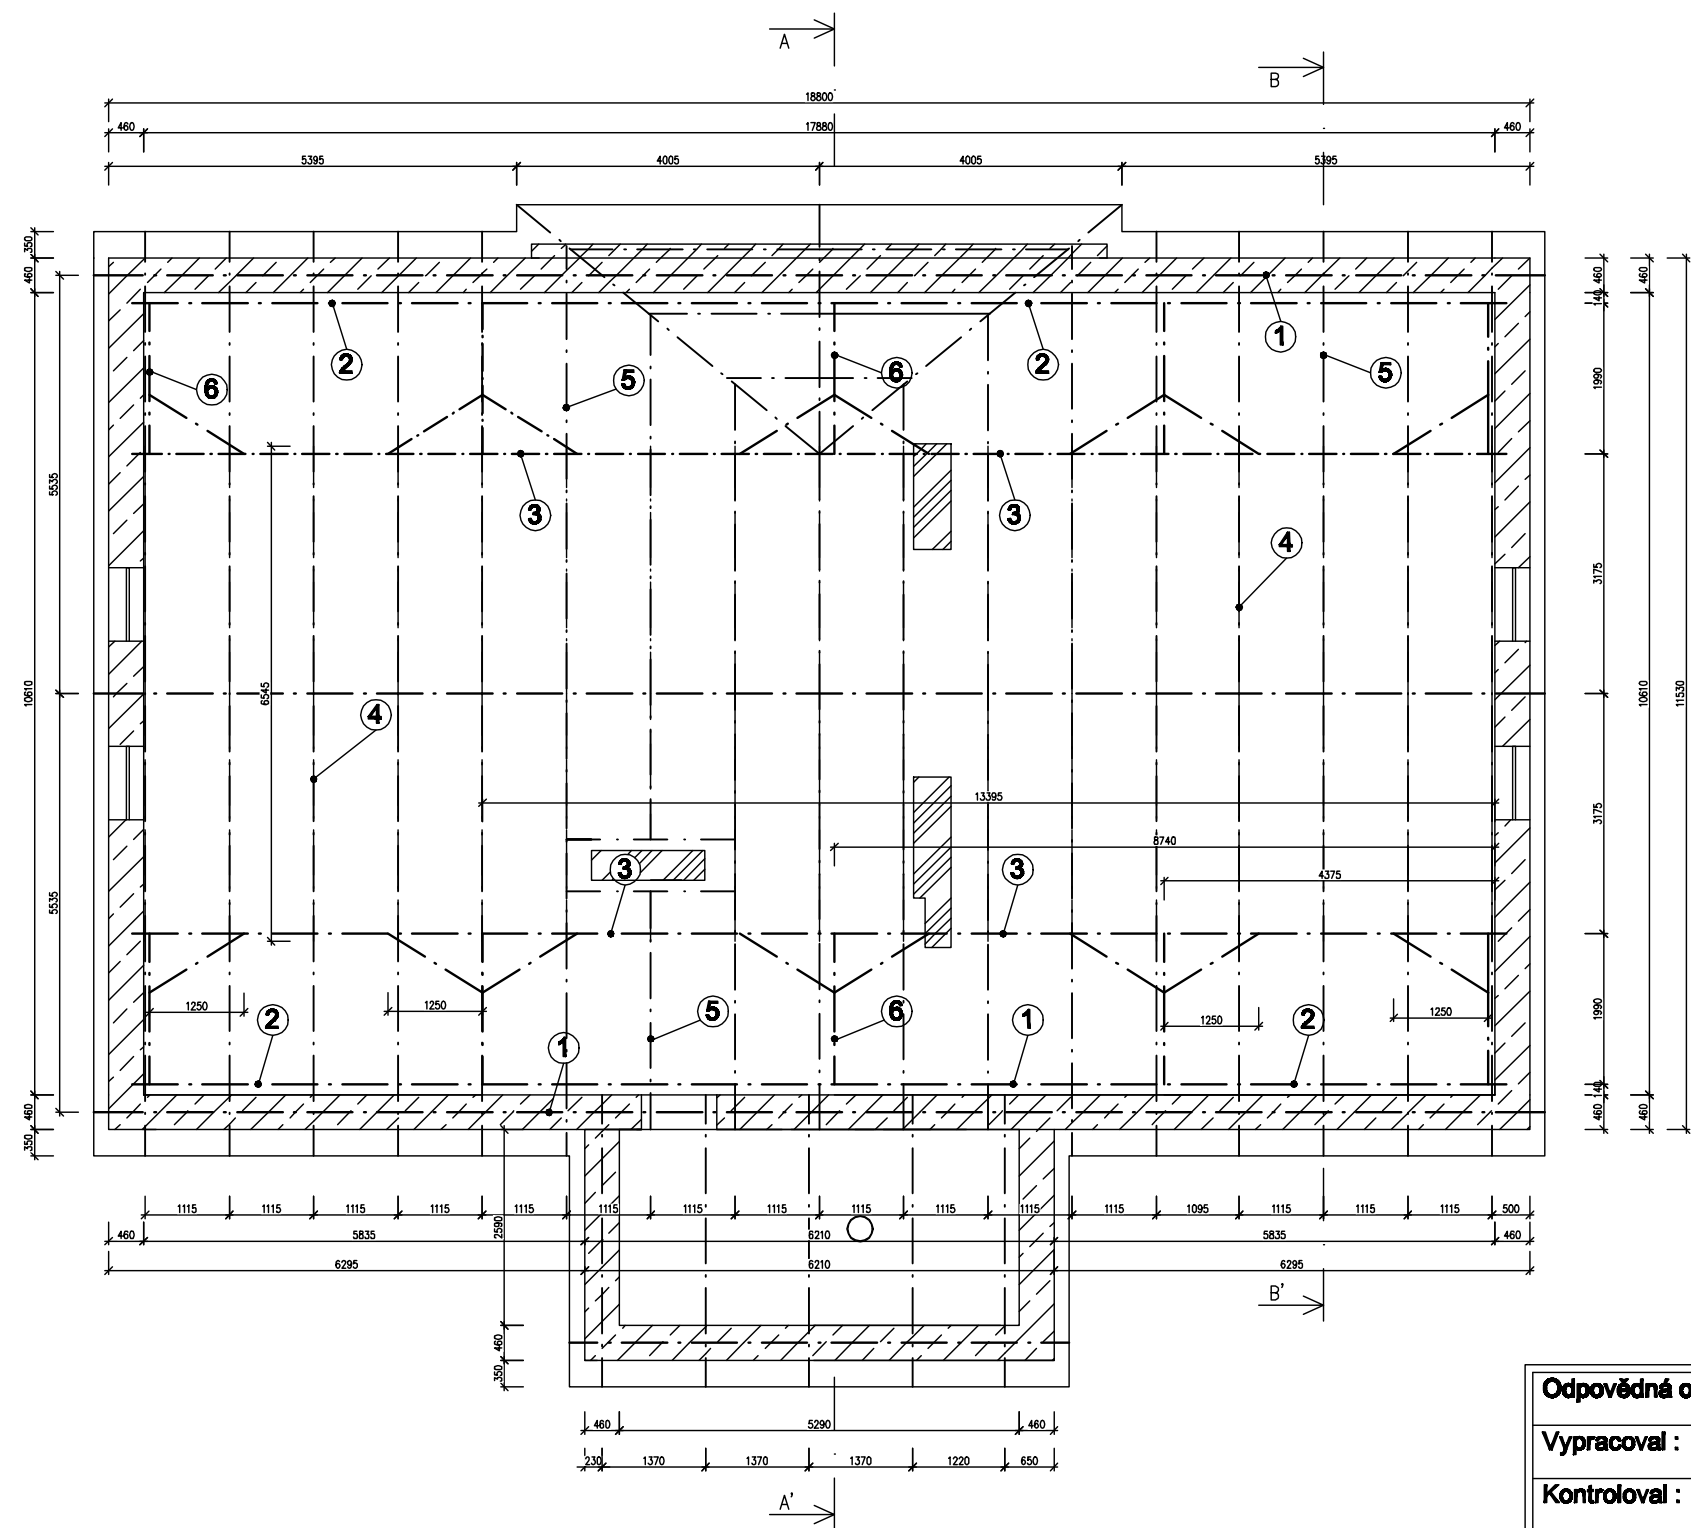 A
B
18800
460 17880 460
5395 4005 4005 5395
350
460
5535
10610
5535
460
350
460
140
1990
3175
3175
1990
140
460
460
10610
460
11530
1
2 2
6 5 6 5
3 3
4
6545
4
13395
8740
3 3
4375
1250 1250 1250 1250
2 5 6 1 2
1
1115 1115 1115 1115 1115 1115 1115 1115 1115 1115 1115 1115 1095 1115 1115 1115 500
460 5835 6210 5835 460
6295 6210 6295
2590
460
350
B'
460 5290 460
230 1370 1370 1370 1220 650
A'
Odpovědná o
Vypracoval :
Kontroloval :